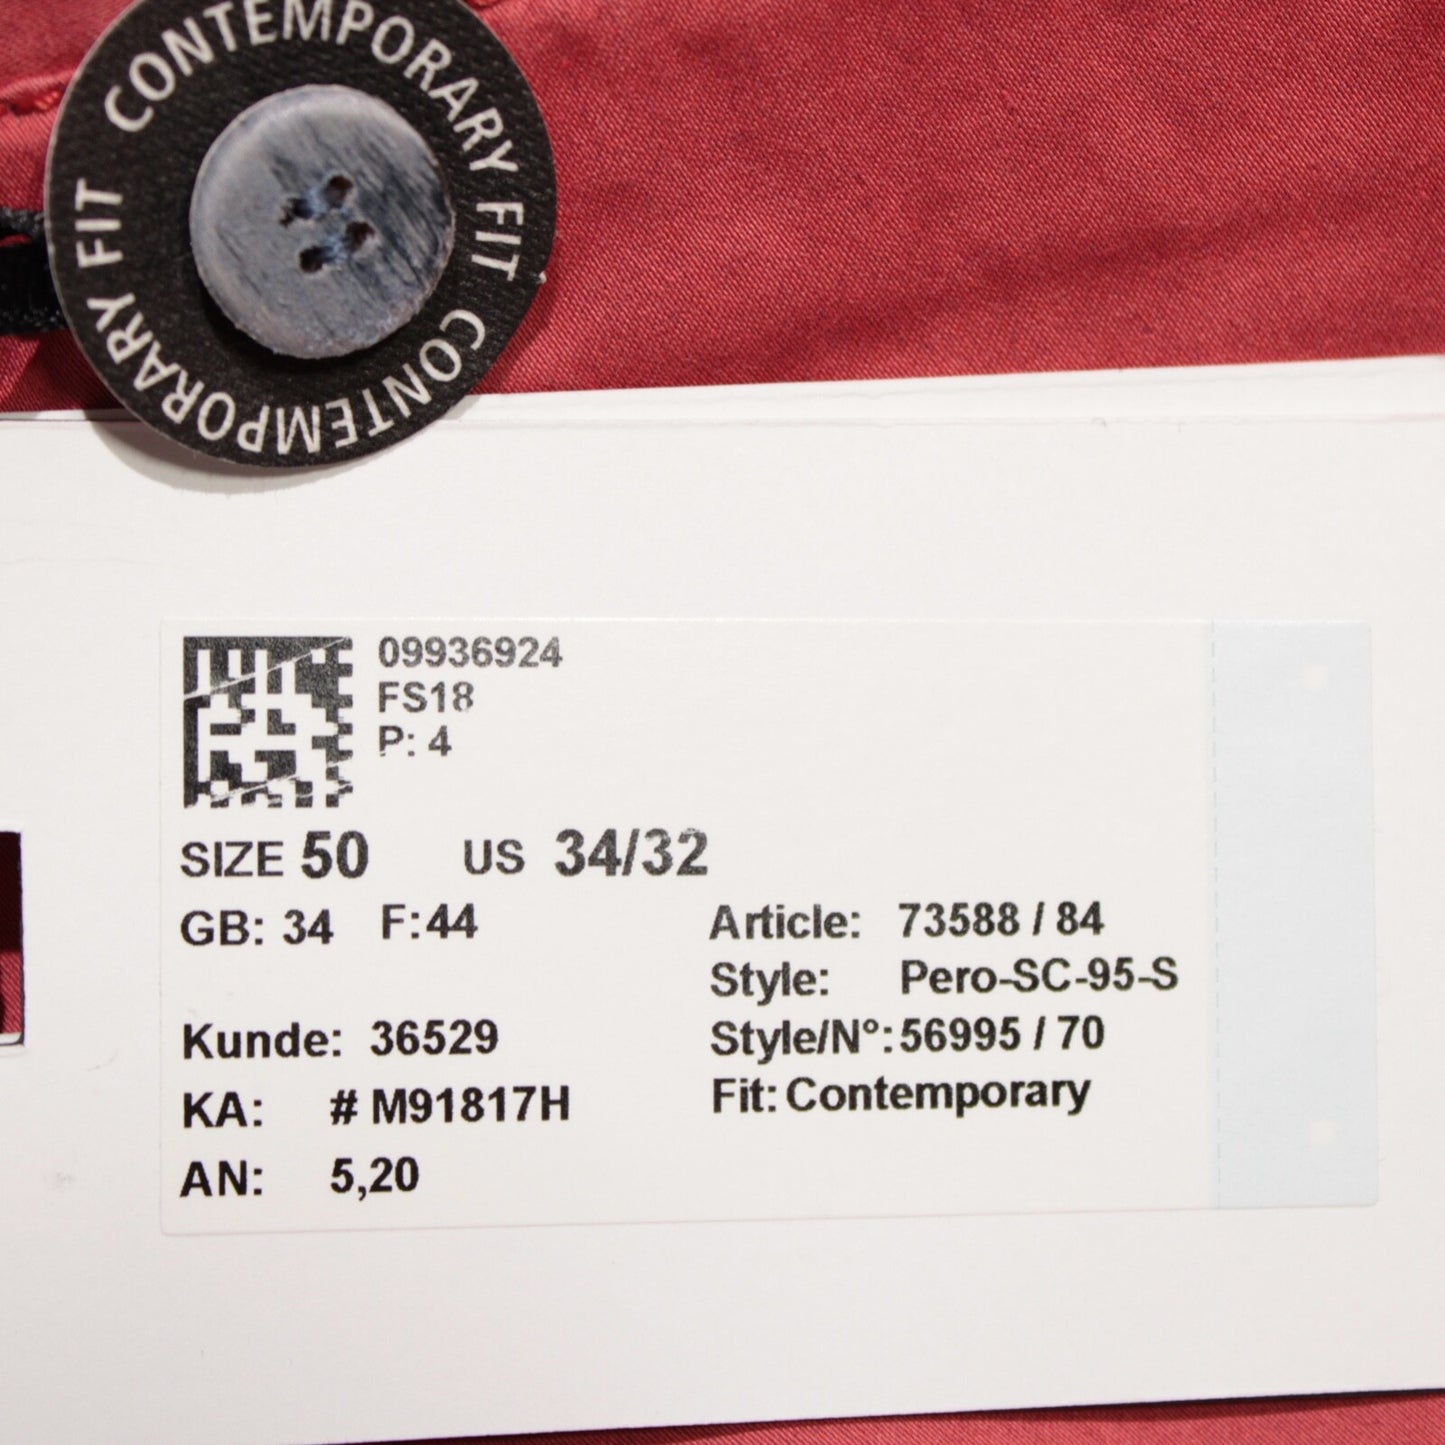 CONTEMPORARY FIT CONTEMPORARY FIT
09936924
FS18
P: 4
SIZE 50 US 34/32
GB: 34 F:44
Kunde: 36529
KA: # M91817H
AN: 5,20
Article: 73588 / 84
Style: Pero-SC-95-S
Style/N°: 56995 / 70
Fit: Contemporary